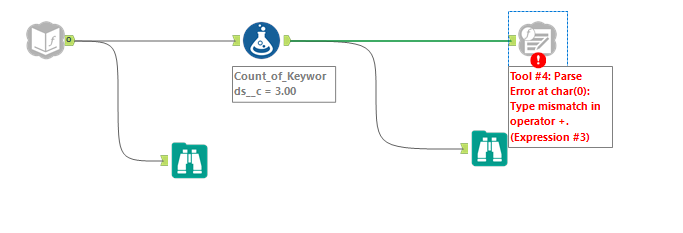 O
Count_of_Keywor
ds__c = 3.00
Tool #4: Parse
Error at char(0):
Type mismatch in
operator +.
(Expression #3)